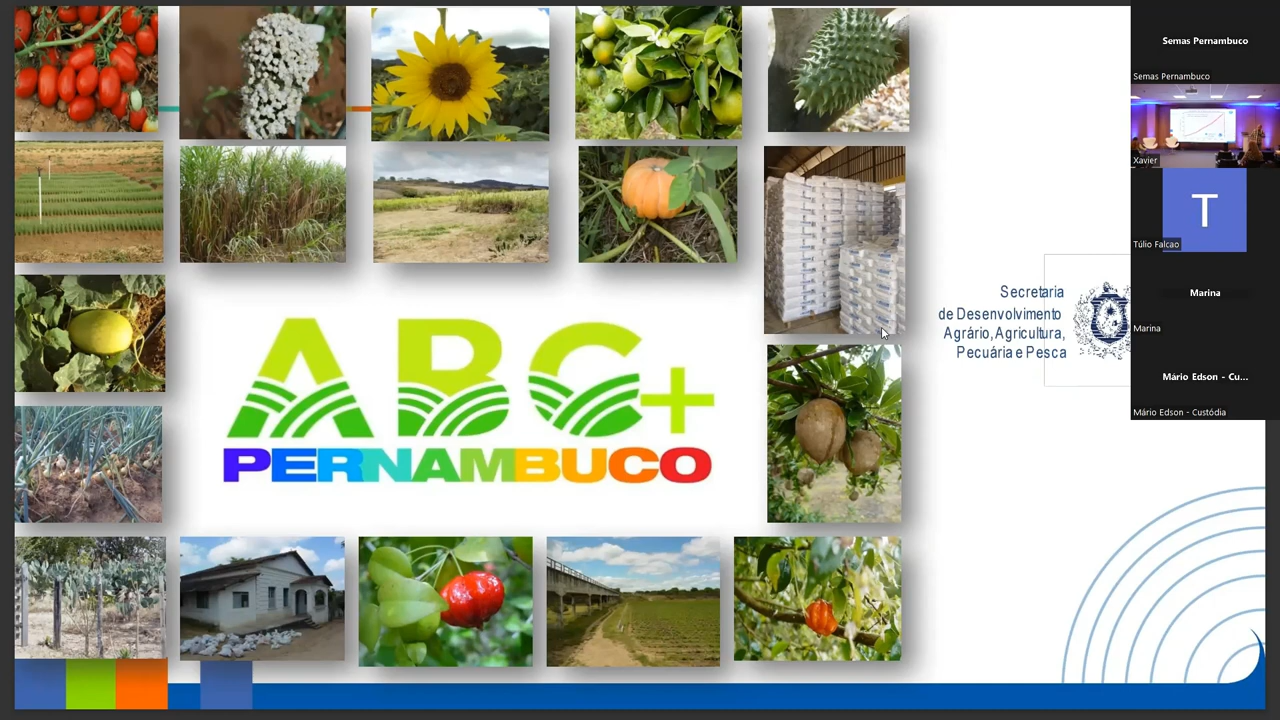 ABC+
PERNAMBUCO
Secretaria
de Desenvolvimento
Agrário, Agricultura,
Pecuária e Pesca
Semas Pernambuco
Semas Pernambuco
Xavier
T
Túlio Falcao
Marina
Marina
Mário Edson - Cu...
Mário Edson - Custódia